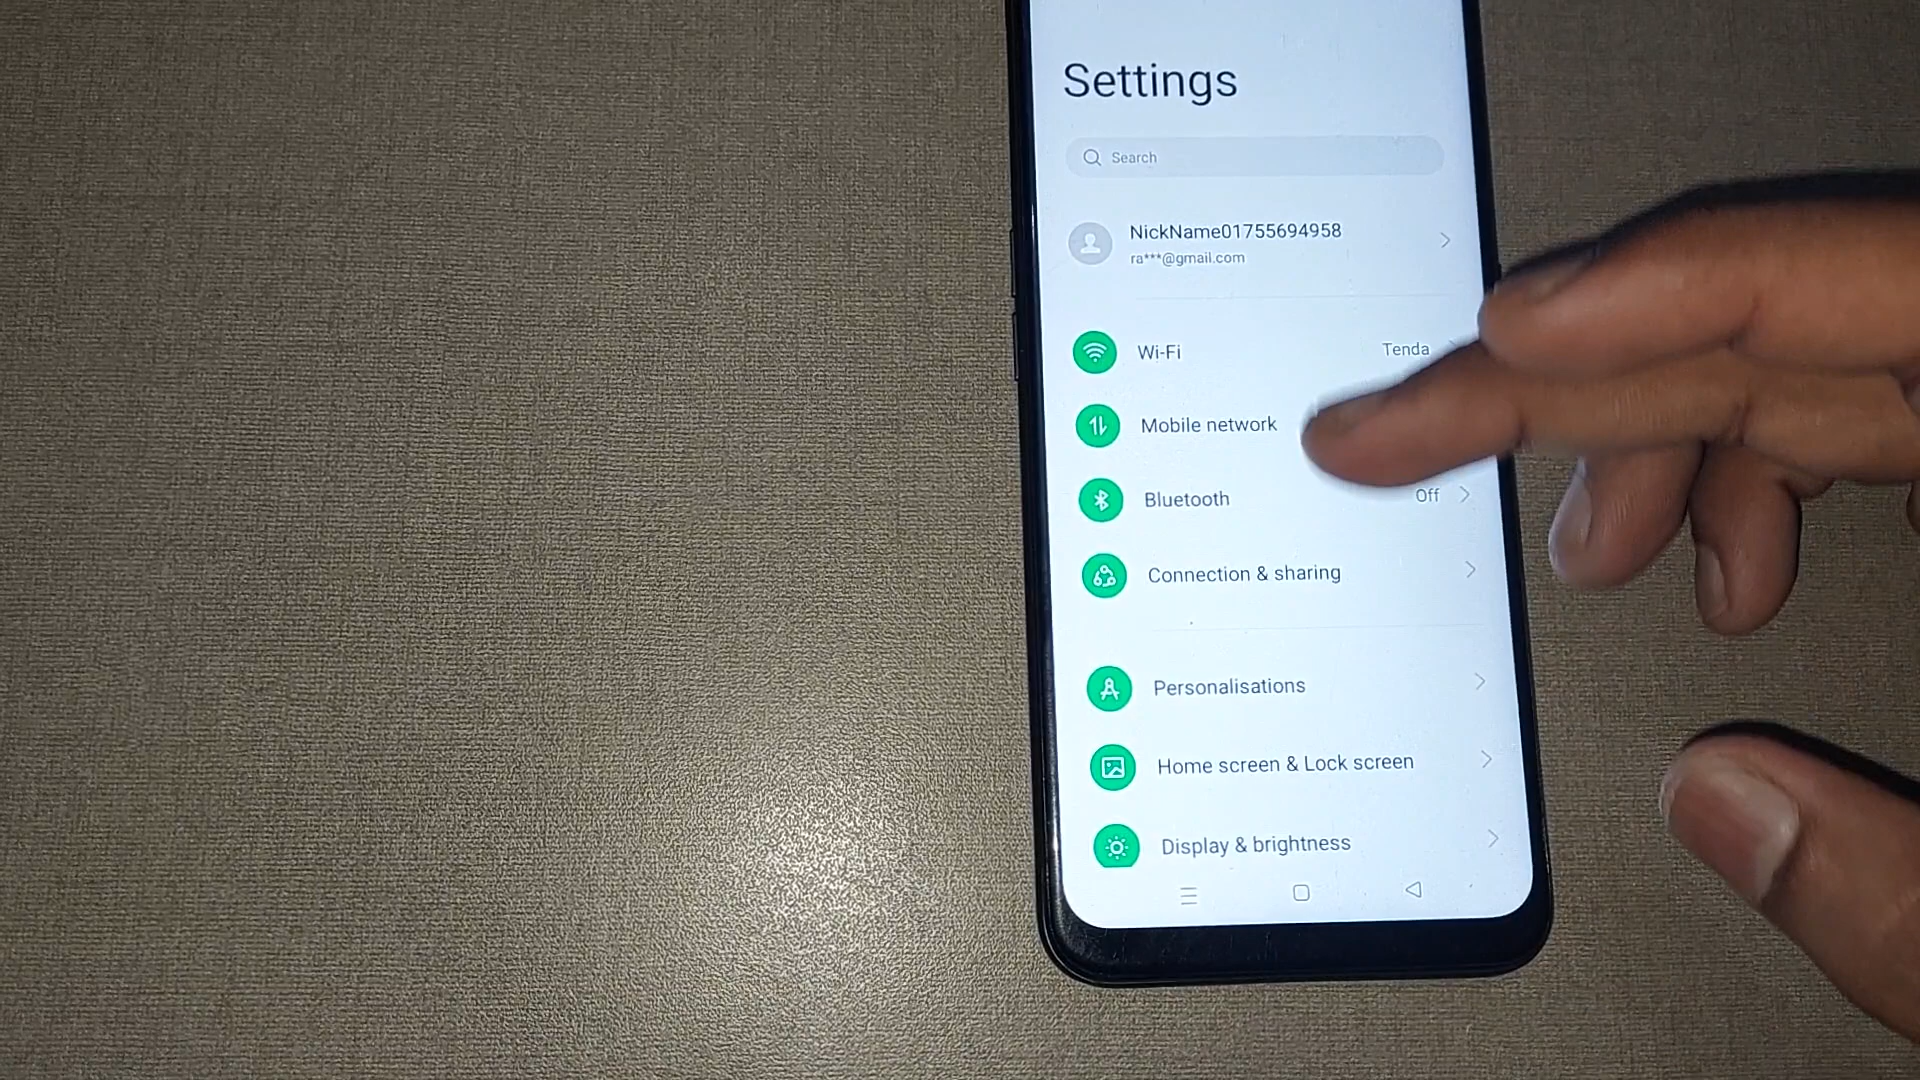 Settings
Search
NickName01755694958
ra***@gmail.com
Wi-Fi Tenda
Mobile network
Bluetooth Off
Connection & sharing
Personalisations
Home screen & Lock screen
Display & brightness